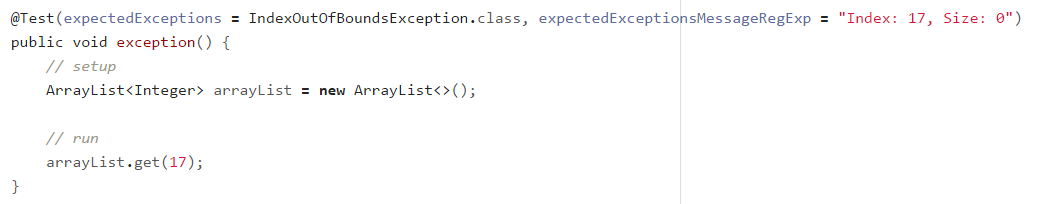 @Test(expectedExceptions = IndexOutOfBoundsException.class, expectedExceptionsMessageRegExp = "Index: 17, Size: 0")
public void exception() {
    // setup
    ArrayList<Integer> arrayList = new ArrayList<>();

    // run
    arrayList.get(17);
}